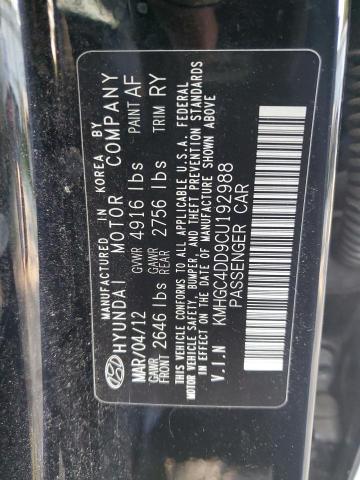 MANUFACTURED IN KOREA BY
HYUNDAI MOTOR COMPANY
MAR/04/12 GVWR 4916 lbs PAINT AF
GAWR FRONT 2646 lbs GAWR REAR 2756 lbs TRIM RY
THIS VEHICLE CONFORMS TO ALL APPLICABLE U.S.A. FEDERAL
MOTOR VEHICLE SAFETY, BUMPER, AND THEFT PREVENTION STANDARDS
IN EFFECT ON THE DATE OF MANUFACTURE SHOWN ABOVE
V.I.N KMHGC4DD9CU192988
PASSENGER CAR